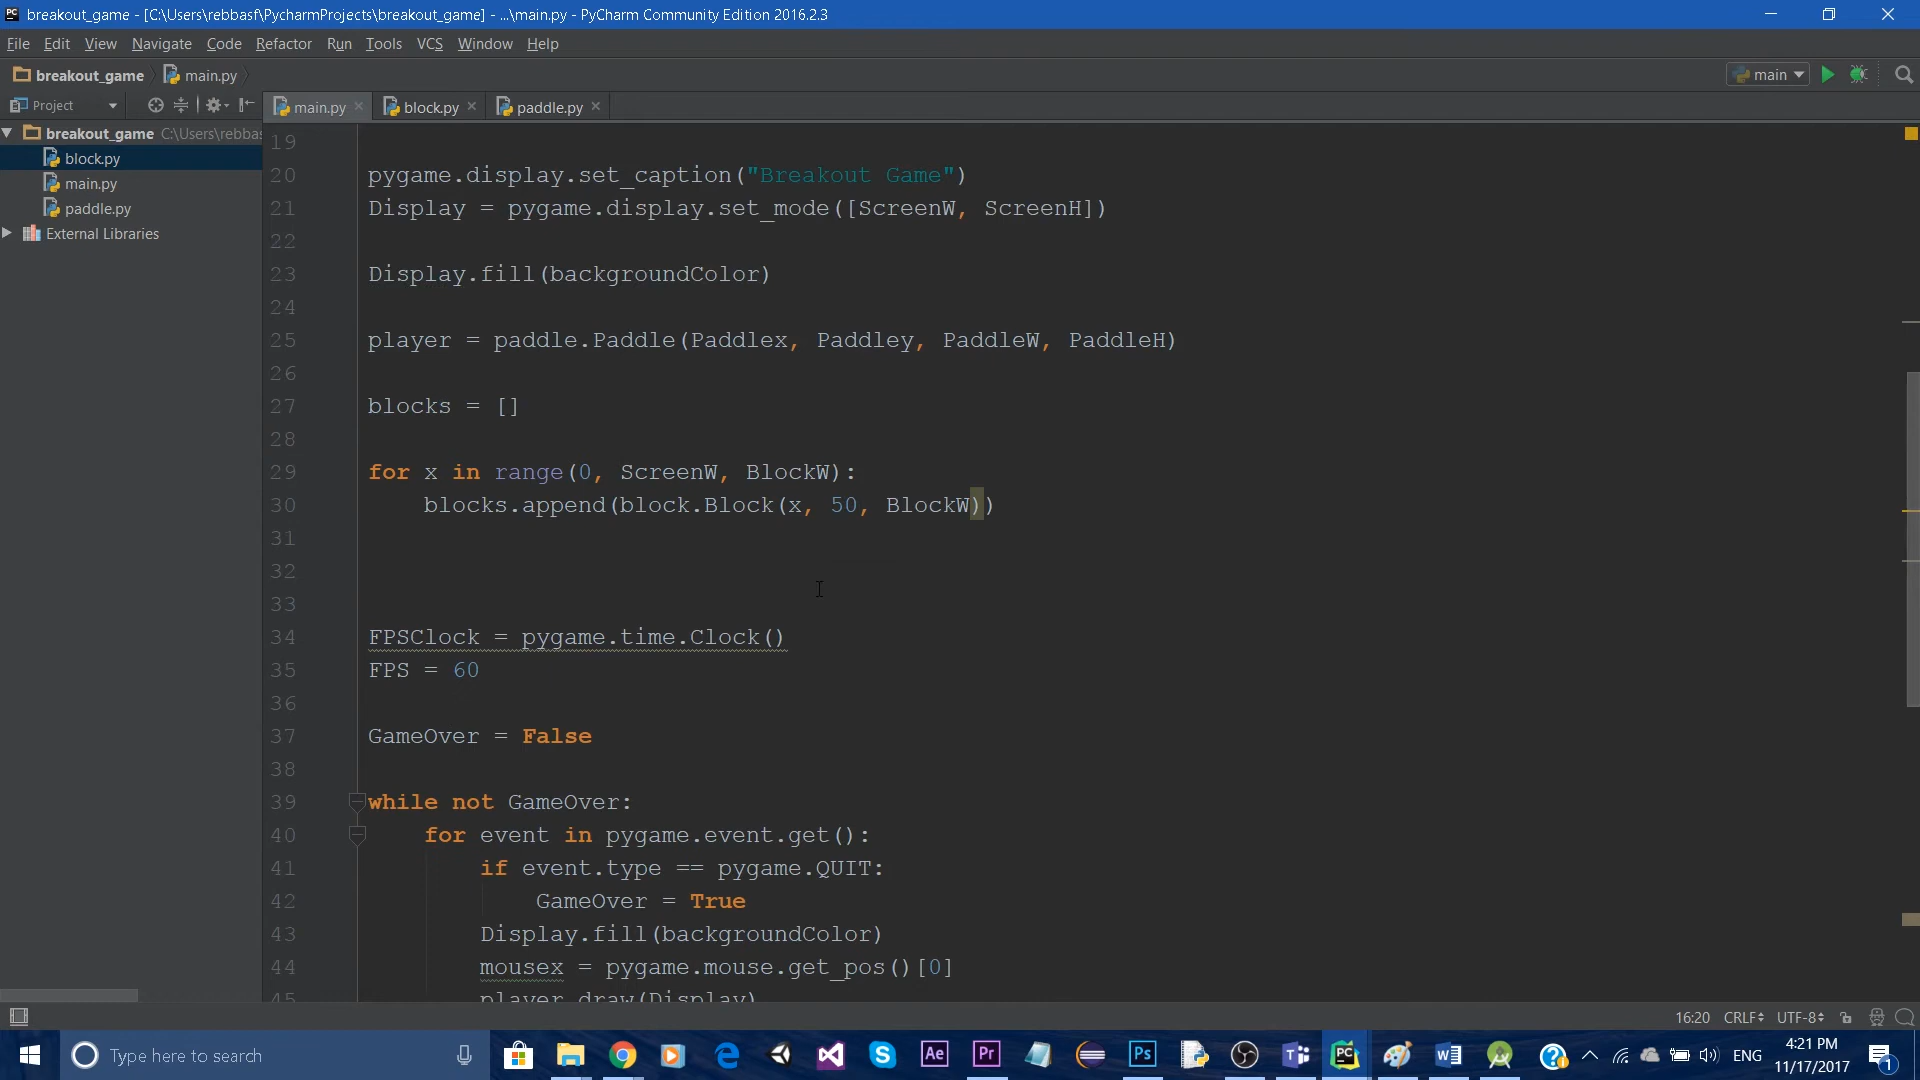 breakout_game - [C:\Users\rebbasf\PycharmProjects\breakout_game] - ...\main.py - PyCharm Community Edition 2016.2.3
File Edit View Navigate Code Refactor Run Tools VCS Window Help
breakout_game main.py main
Project main.py block.py paddle.py
breakout_game C:\Users\rebbas
block.py
main.py
paddle.py
External Libraries
19
20 pygame.display.set_caption("Breakout Game")
21 Display = pygame.display.set_mode([ScreenW, ScreenH])
22
23 Display.fill(backgroundColor)
24
25 player = paddle.Paddle(Paddlex, Paddley, PaddleW, PaddleH)
26
27 blocks = []
28
29 for x in range(0, ScreenW, BlockW):
30 blocks.append(block.Block(x, 50, BlockW))
31
32
33
34 FPSClock = pygame.time.Clock()
35 FPS = 60
36
37 GameOver = False
38
39 while not GameOver:
40 for event in pygame.event.get():
41 if event.type == pygame.QUIT:
42 GameOver = True
43 Display.fill(backgroundColor)
44 mousex = pygame.mouse.get_pos()[0]
45 player.draw(Display)
16:20 CRLF UTF-8
Type here to search
Ae Pr Ps PC
ENG
4:21 PM
11/17/2017
1